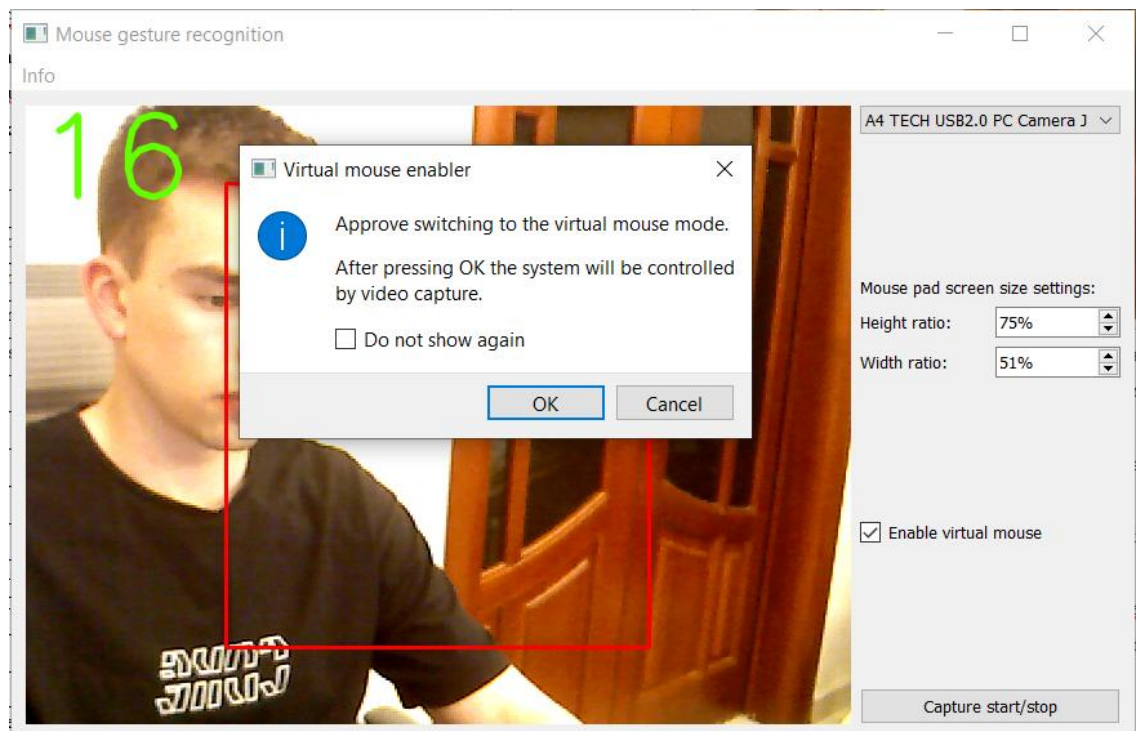 Mouse gesture recognition
Info
16
A4 TECH USB2.0 PC Camera J
Virtual mouse enabler
Approve switching to the virtual mouse mode.
After pressing OK the system will be controlled
by video capture.
Do not show again
OK
Cancel
Mouse pad screen size settings:
Height ratio:
75%
Width ratio:
51%
Enable virtual mouse
Capture start/stop